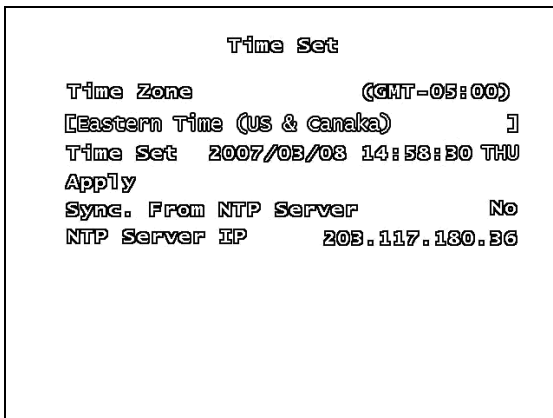 Time Set
Time Zone (GMT-05:00)
[Eastern Time (US & Canaka) ]
Time Set 2007/03/08 14:58:30 THU
Apply
Sync. From NTP Server No
NTP Server IP 203.117.180.36